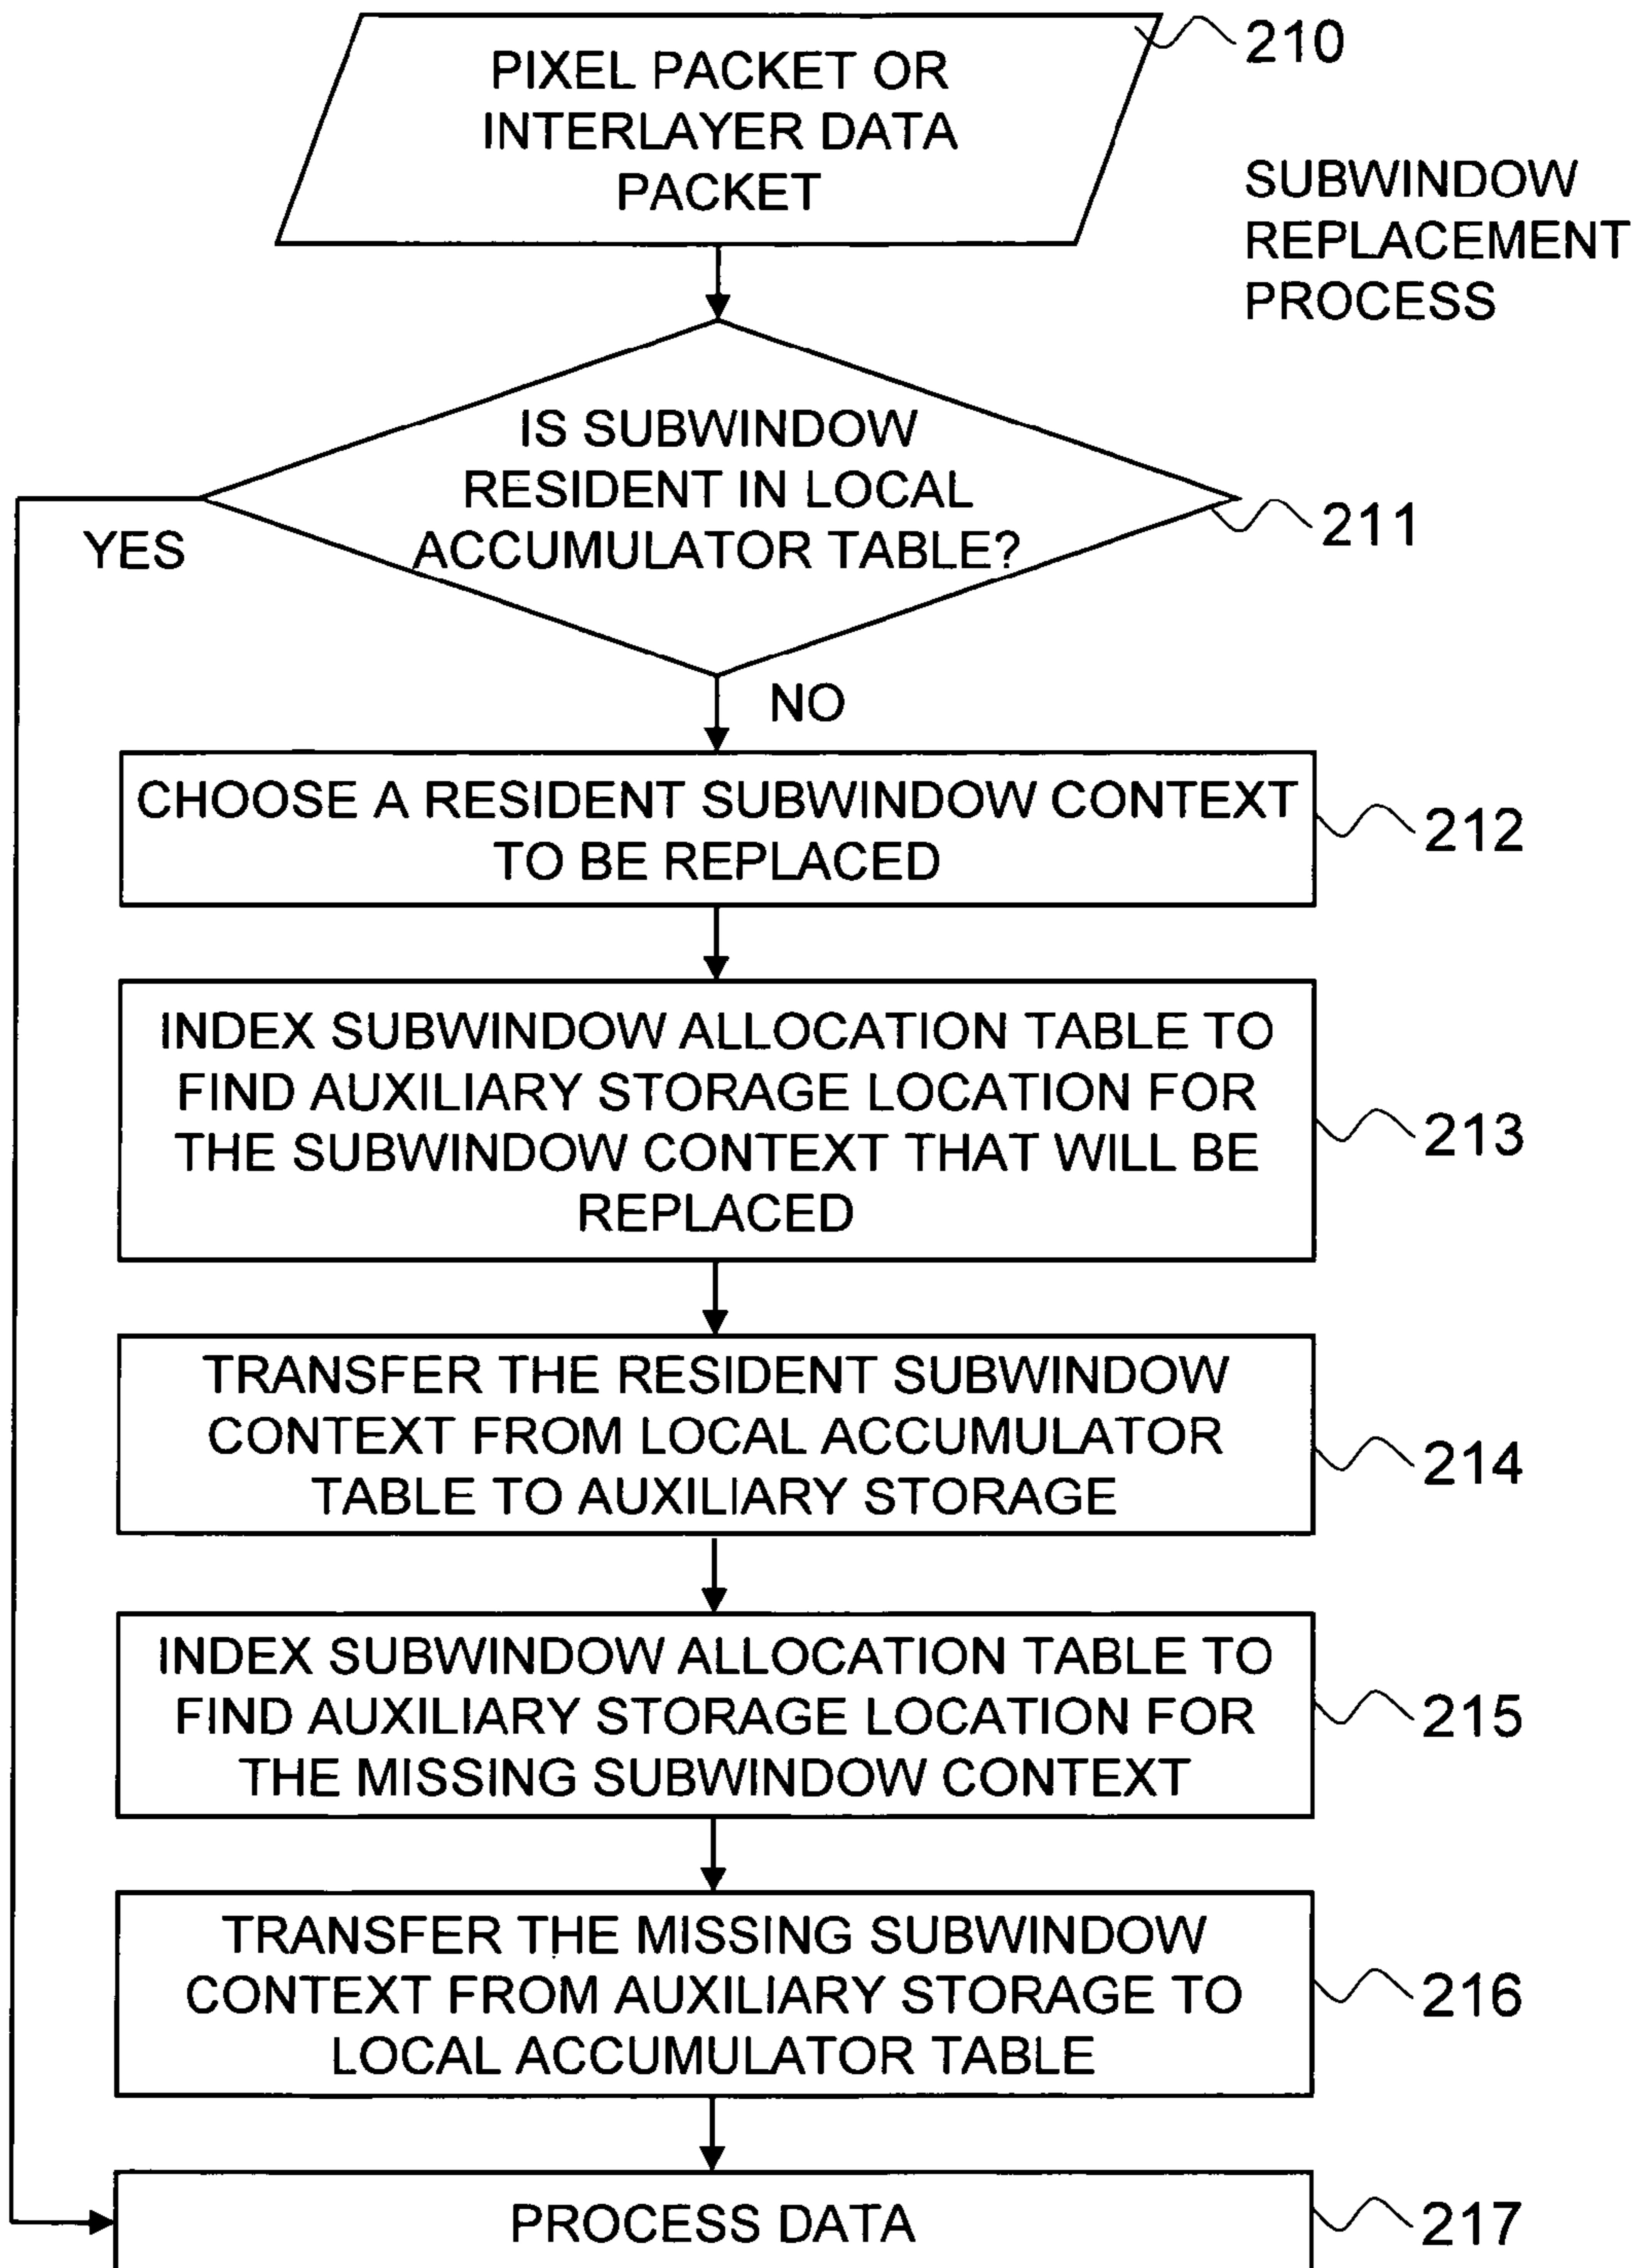 PIXEL PACKET OR
INTERLAYER DATA
PACKET
210
SUBWINDOW
REPLACEMENT
PROCESS
IS SUBWINDOW
RESIDENT IN LOCAL
ACCUMULATOR TABLE?
211
YES
NO
CHOOSE A RESIDENT SUBWINDOW CONTEXT
TO BE REPLACED
212
INDEX SUBWINDOW ALLOCATION TABLE TO
FIND AUXILIARY STORAGE LOCATION FOR
THE SUBWINDOW CONTEXT THAT WILL BE
REPLACED
213
TRANSFER THE RESIDENT SUBWINDOW
CONTEXT FROM LOCAL ACCUMULATOR
TABLE TO AUXILIARY STORAGE
214
INDEX SUBWINDOW ALLOCATION TABLE TO
FIND AUXILIARY STORAGE LOCATION FOR
THE MISSING SUBWINDOW CONTEXT
215
TRANSFER THE MISSING SUBWINDOW
CONTEXT FROM AUXILIARY STORAGE TO
LOCAL ACCUMULATOR TABLE
216
PROCESS DATA
217